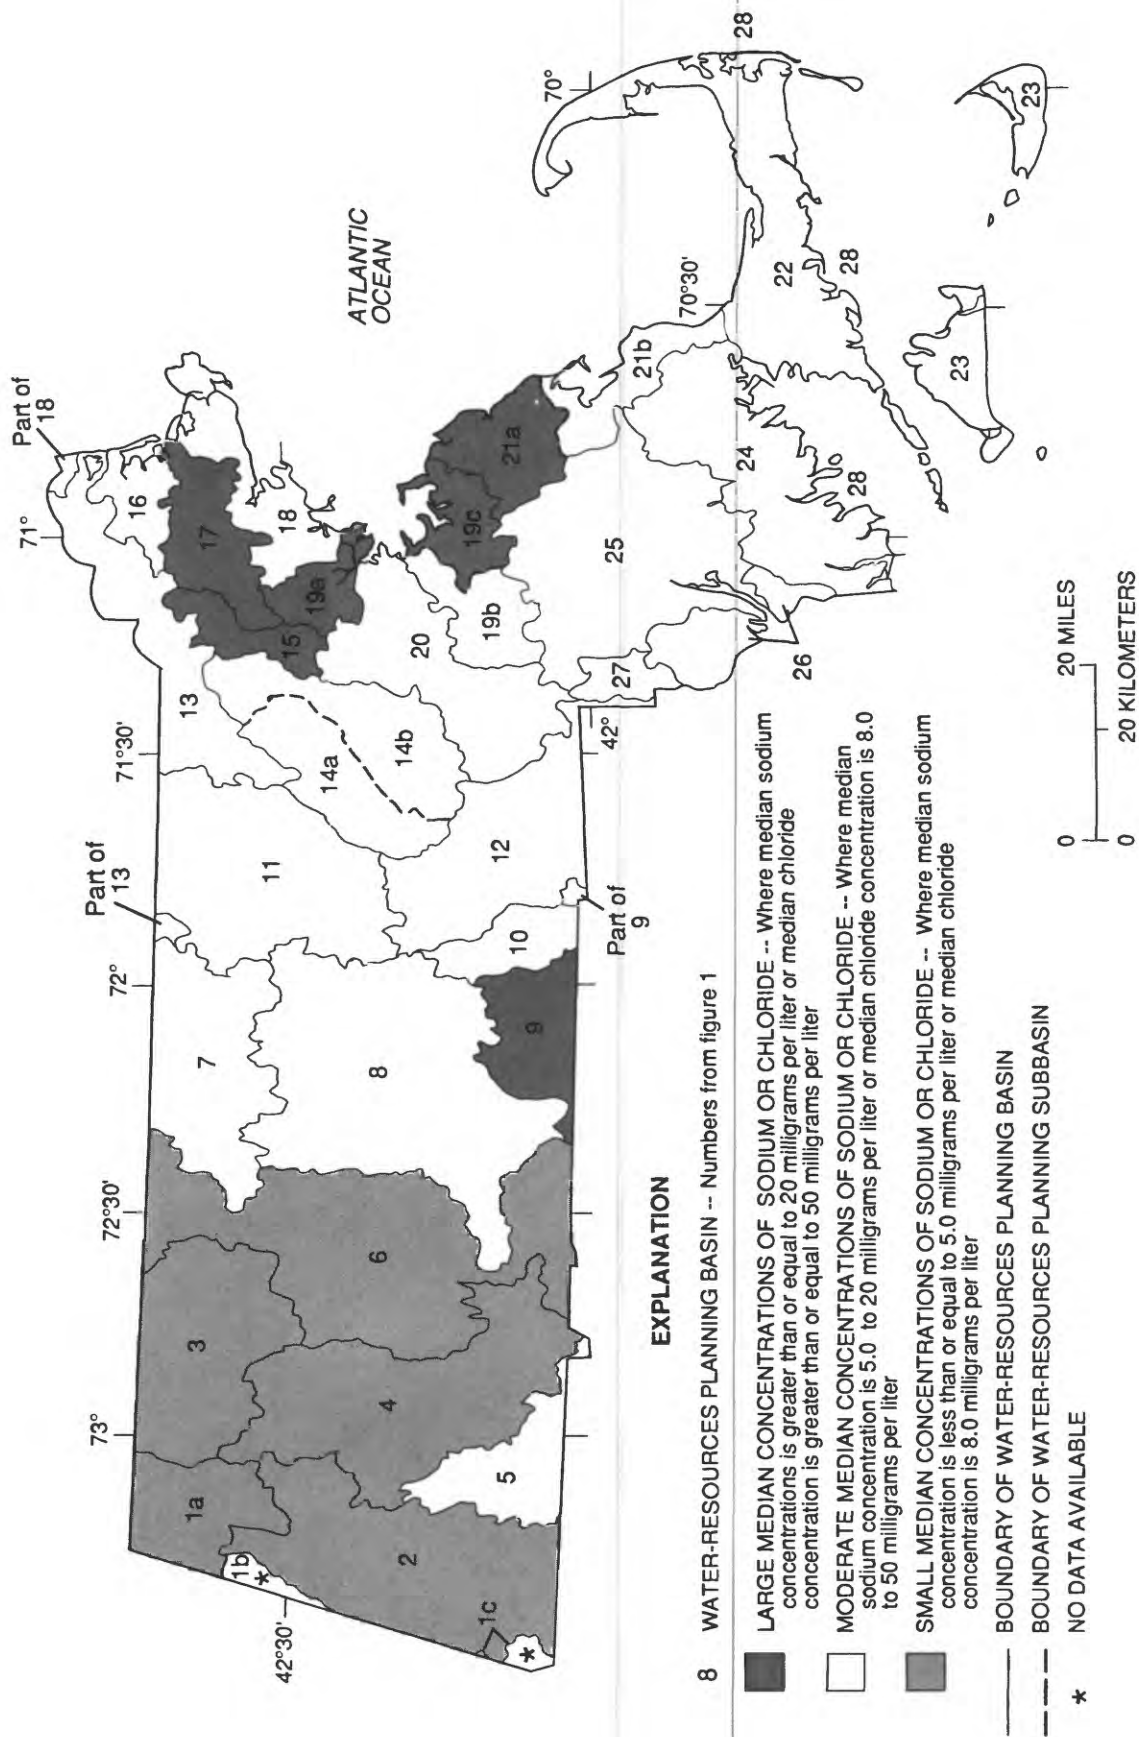 Part of
18
71°
16
17
18
ATLANTIC
OCEAN
70°
28
71°30'
13
15
19a
20
19c
21a
19b
21b
70°30'
Part of
13
11
14a
14b
25
24
22
28
28
23
23
72°
7
8
12
10
9
Part of
9
42°
27
26
72°30'
3
6
73°
4
5
1a
1b
*
2
1c
*
42°30'
EXPLANATION
8 WATER-RESOURCES PLANNING BASIN -- Numbers from figure 1
LARGE MEDIAN CONCENTRATIONS OF SODIUM OR CHLORIDE -- Where median sodium
concentrations is greater than or equal to 20 milligrams per liter or median chloride
concentration is greater than or equal to 50 milligrams per liter
MODERATE MEDIAN CONCENTRATIONS OF SODIUM OR CHLORIDE -- Where median
sodium concentration is 5.0 to 20 milligrams per liter or median chloride concentration is 8.0
to 50 milligrams per liter
SMALL MEDIAN CONCENTRATIONS OF SODIUM OR CHLORIDE -- Where median sodium
concentration is less than or equal to 5.0 milligrams per liter or median chloride
concentration is 8.0 milligrams per liter
BOUNDARY OF WATER-RESOURCES PLANNING BASIN
BOUNDARY OF WATER-RESOURCES PLANNING SUBBASIN
* NO DATA AVAILABLE
0 20 MILES
0 20 KILOMETERS